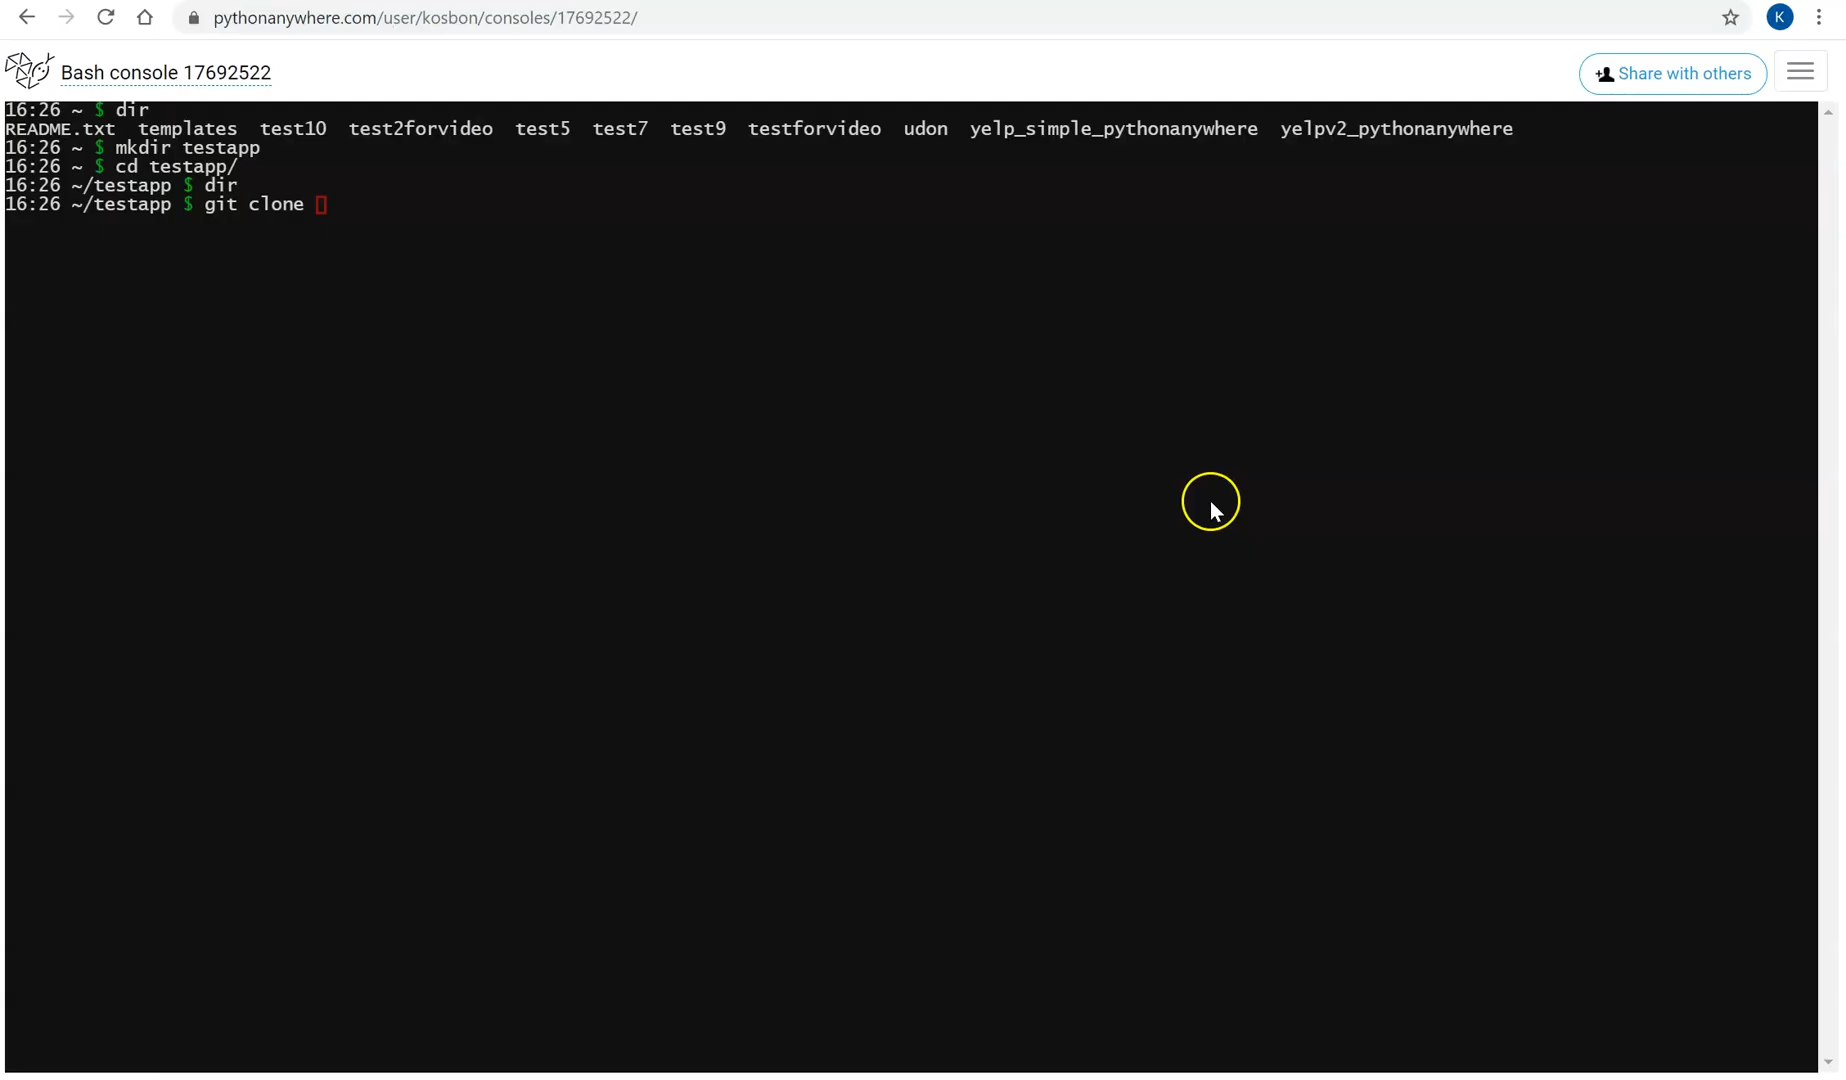 pythonanywhere.com/user/kosbon/consoles/17692522/
K
Bash console 17692522
Share with others
16:26 ~ $ dir
README.txt templates test10 test2forvideo test5 test7 test9 testforvideo udon yelp_simple_pythonanywhere yelpv2_pythonanywhere
16:26 ~ $ mkdir testapp
16:26 ~ $ cd testapp/
16:26 ~/testapp $ dir
16:26 ~/testapp $ git clone